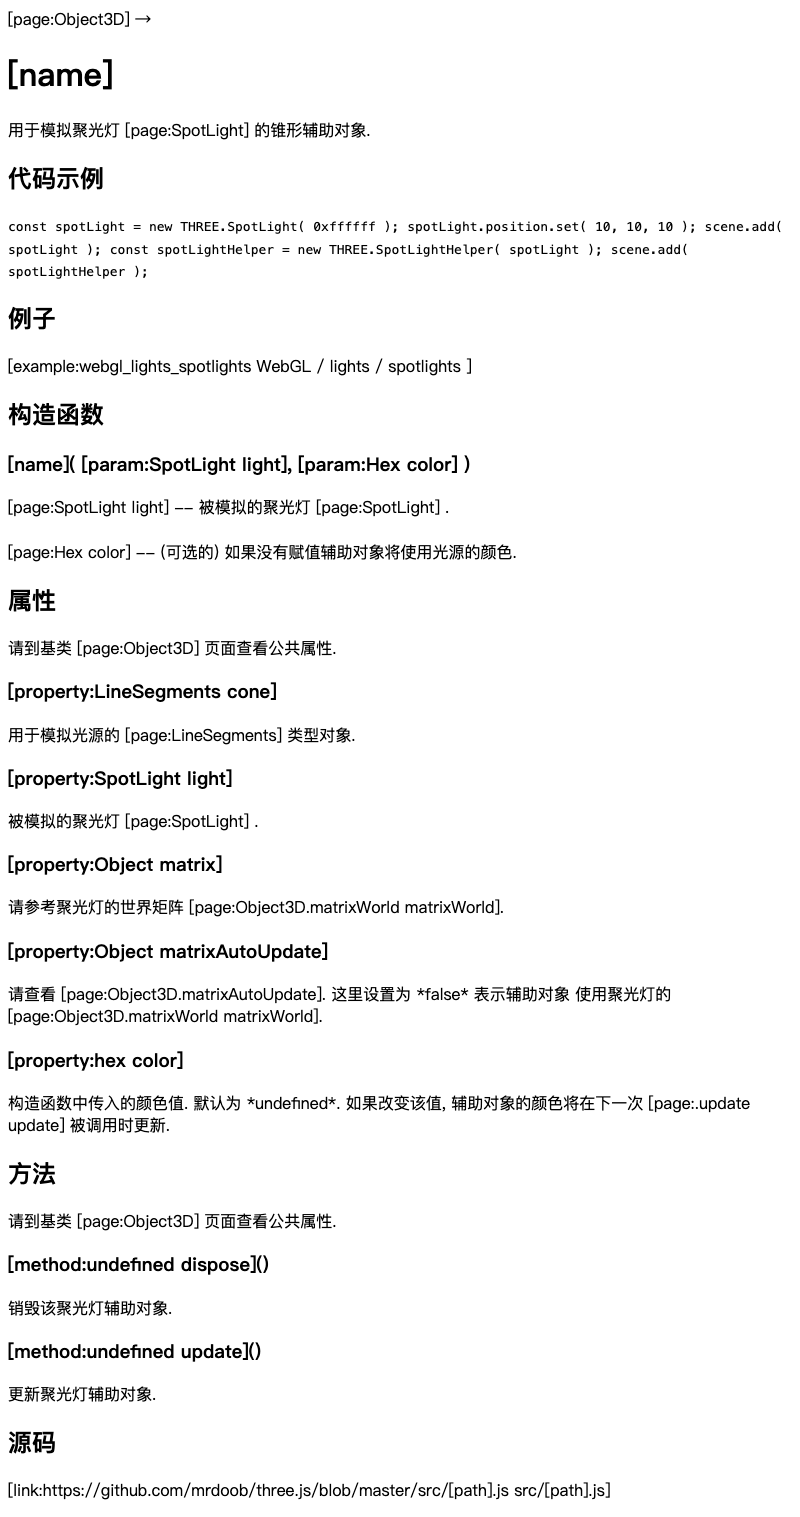 [page:Object3D] →
[name]
用于模拟聚光灯 [page:SpotLight] 的锥形辅助对象.
代码示例
const spotLight = new THREE.SpotLight( 0xffffff ); spotLight.position.set( 10, 10, 10 ); scene.add(
spotLight ); const spotLightHelper = new THREE.SpotLightHelper( spotLight ); scene.add(
spotLightHelper );
例子
[example:webgl_lights_spotlights WebGL / lights / spotlights ]
构造函数
[name]( [param:SpotLight light], [param:Hex color] )
[page:SpotLight light] -- 被模拟的聚光灯 [page:SpotLight] .
[page:Hex color] -- (可选的) 如果没有赋值辅助对象将使用光源的颜色.
属性
请到基类 [page:Object3D] 页面查看公共属性.
[property:LineSegments cone]
用于模拟光源的 [page:LineSegments] 类型对象.
[property:SpotLight light]
被模拟的聚光灯 [page:SpotLight] .
[property:Object matrix]
请参考聚光灯的世界矩阵 [page:Object3D.matrixWorld matrixWorld].
[property:Object matrixAutoUpdate]
请查看 [page:Object3D.matrixAutoUpdate]. 这里设置为 *false* 表示辅助对象 使用聚光灯的
[page:Object3D.matrixWorld matrixWorld].
[property:hex color]
构造函数中传入的颜色值. 默认为 *undefined*. 如果改变该值, 辅助对象的颜色将在下一次 [page:.update
update] 被调用时更新.
方法
请到基类 [page:Object3D] 页面查看公共属性.
[method:undefined dispose]()
销毁该聚光灯辅助对象.
[method:undefined update]()
更新聚光灯辅助对象.
源码
[link:https://github.com/mrdoob/three.js/blob/master/src/[path].js src/[path].js]